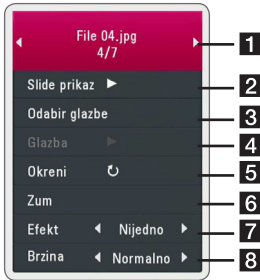 File 04.jpg
4/7
1
Slide prikaz
2
Odabir glazbe
3
Glazba
4
Okreni
5
Zum
6
Efekt Nijedno
7
Brzina Normalno
8